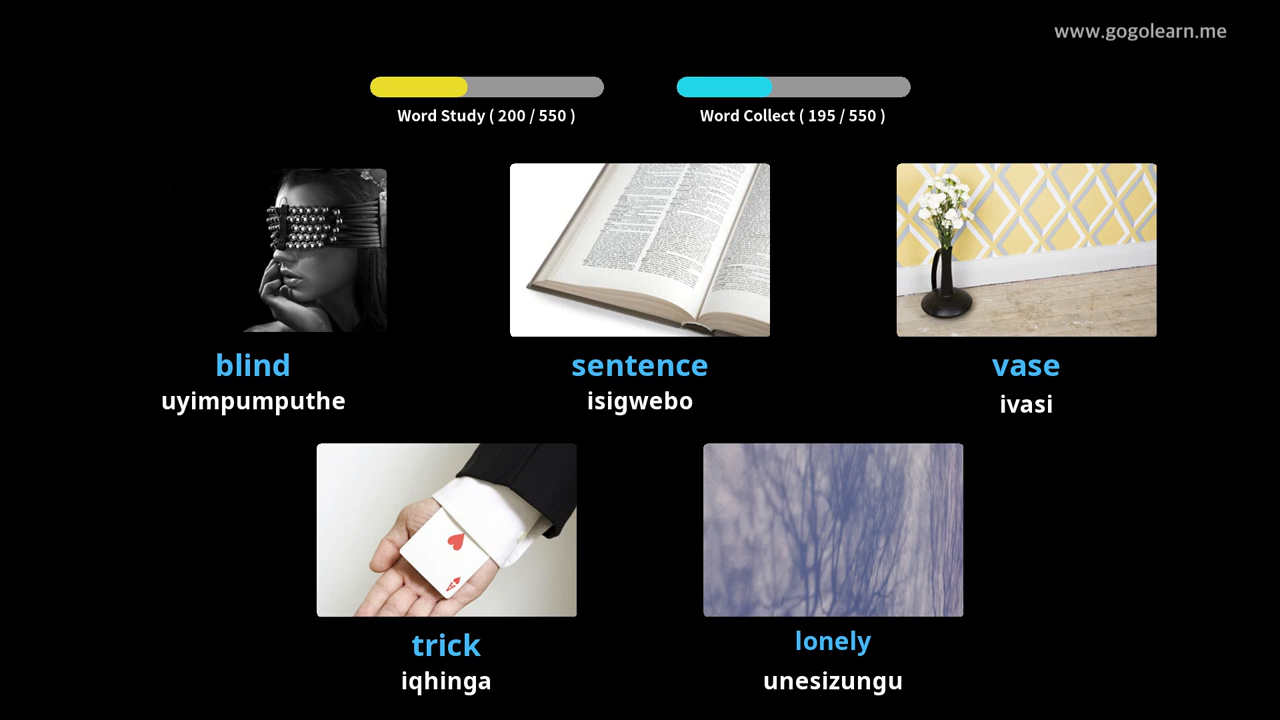 www.gogolearn.me
Word Study ( 200 / 550 )
Word Collect ( 195 / 550 )
blind
uyimpumputhe
sentence
isigwebo
vase
ivasi
trick
iqhinga
lonely
unesizungu